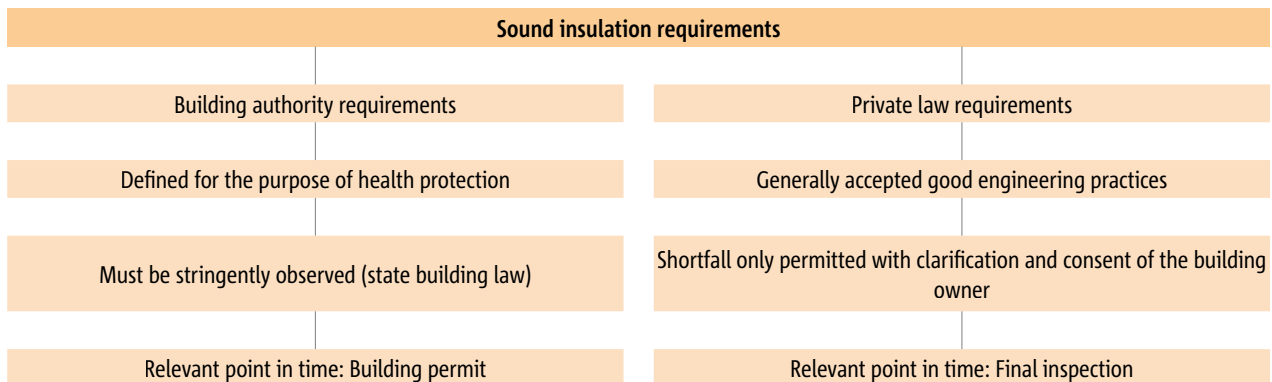 Sound insulation requirements
Building authority requirements
Defined for the purpose of health protection
Must be stringently observed (state building law)
Relevant point in time: Building permit
Private law requirements
Generally accepted good engineering practices
Shortfall only permitted with clarification and consent of the building
owner
Relevant point in time: Final inspection